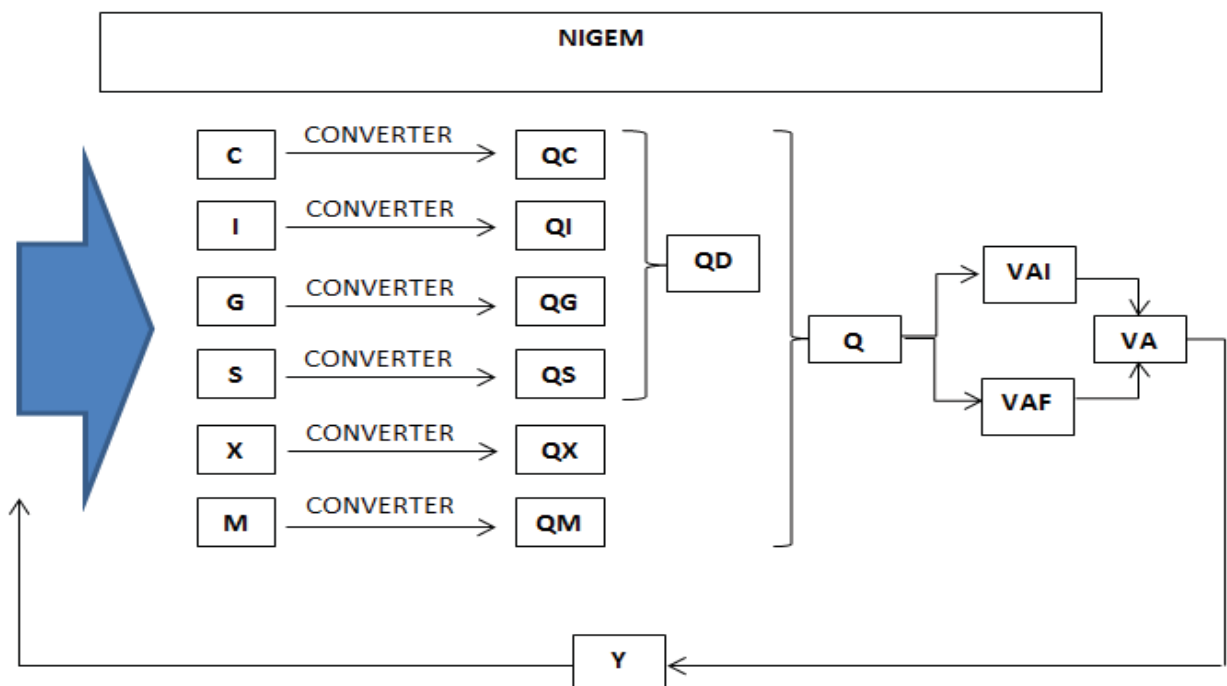 NIGEM
C CONVERTER QC
I CONVERTER QI
G CONVERTER QG
S CONVERTER QS
X CONVERTER QX
M CONVERTER QM
QD
Q
VAI
VAF
VA
Y